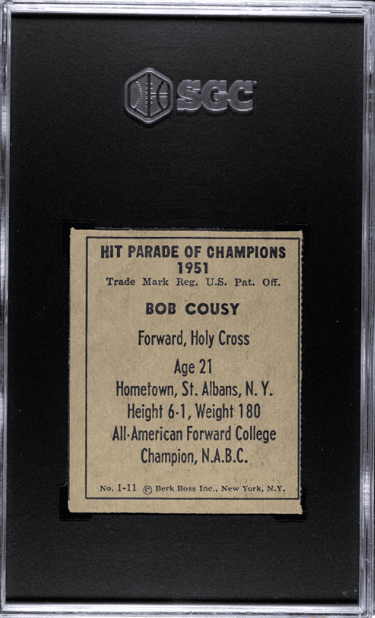 SGC
HIT PARADE OF CHAMPIONS
1951
Trade Mark Reg. U.S. Pat. Off.
BOB COUSY
Forward, Holy Cross
Age 21
Hometown, St. Albans, N. Y.
Height 6-1, Weight 180
All-American Forward College
Champion, N.A.B.C.
No. 1-11 © Berk Ross Inc., New York, N.Y.